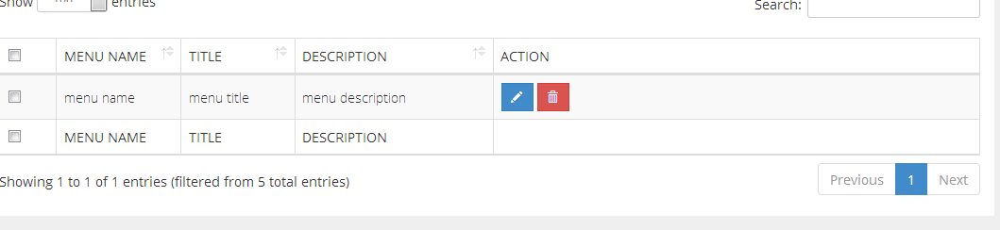 Show entries
Search:
MENU NAME TITLE DESCRIPTION ACTION
menu name menu title menu description
MENU NAME TITLE DESCRIPTION
Showing 1 to 1 of 1 entries (filtered from 5 total entries)
Previous 1 Next